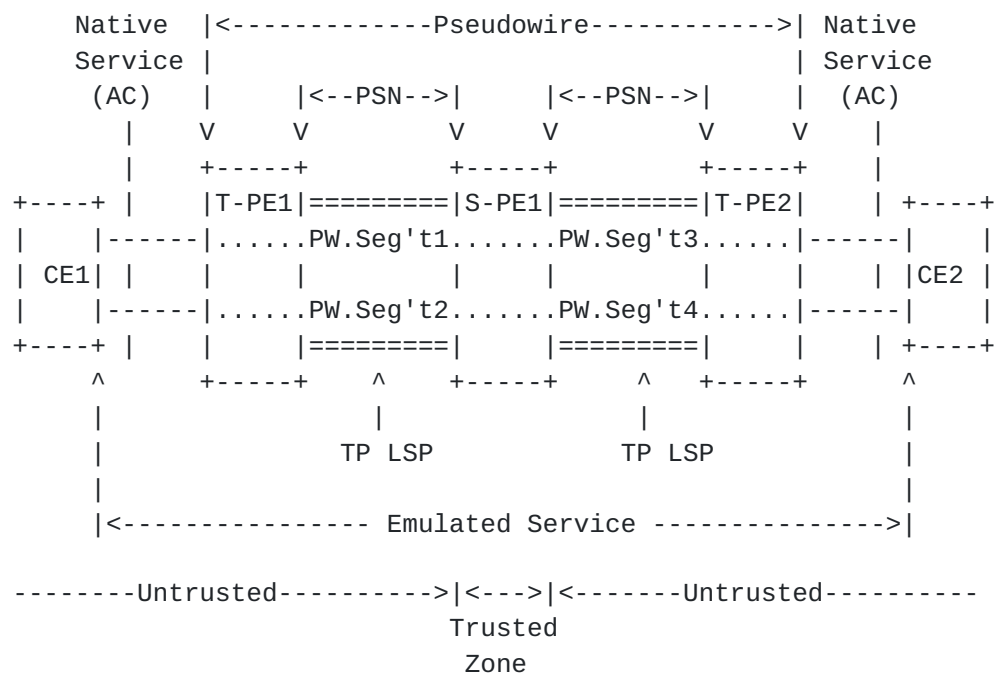 Native  |<-------------Pseudowire------------>| Native
    Service |                                     | Service
     (AC)   |     |<--PSN-->|     |<--PSN-->|     |  (AC)
       |    V     V         V     V         V     V    |
       |    +-----+         +-----+         +-----+    |
+----+ |    |T-PE1|=========|S-PE1|=========|T-PE2|    | +----+
|    |------|......PW.Seg't1.......PW.Seg't3......|------|    |
| CE1| |    |     |         |     |         |     |    | |CE2 |
|    |------|......PW.Seg't2.......PW.Seg't4......|------|    |
+----+ |    |     |=========|     |=========|     |    | +----+
     ^      +-----+    ^    +-----+     ^   +-----+      ^
     |                 |                |                |
     |               TP LSP            TP LSP            |
     |                                                   |
     |<---------------- Emulated Service --------------->|

--------Untrusted---------->|<--->|<-------Untrusted----------
                            Trusted
                             Zone